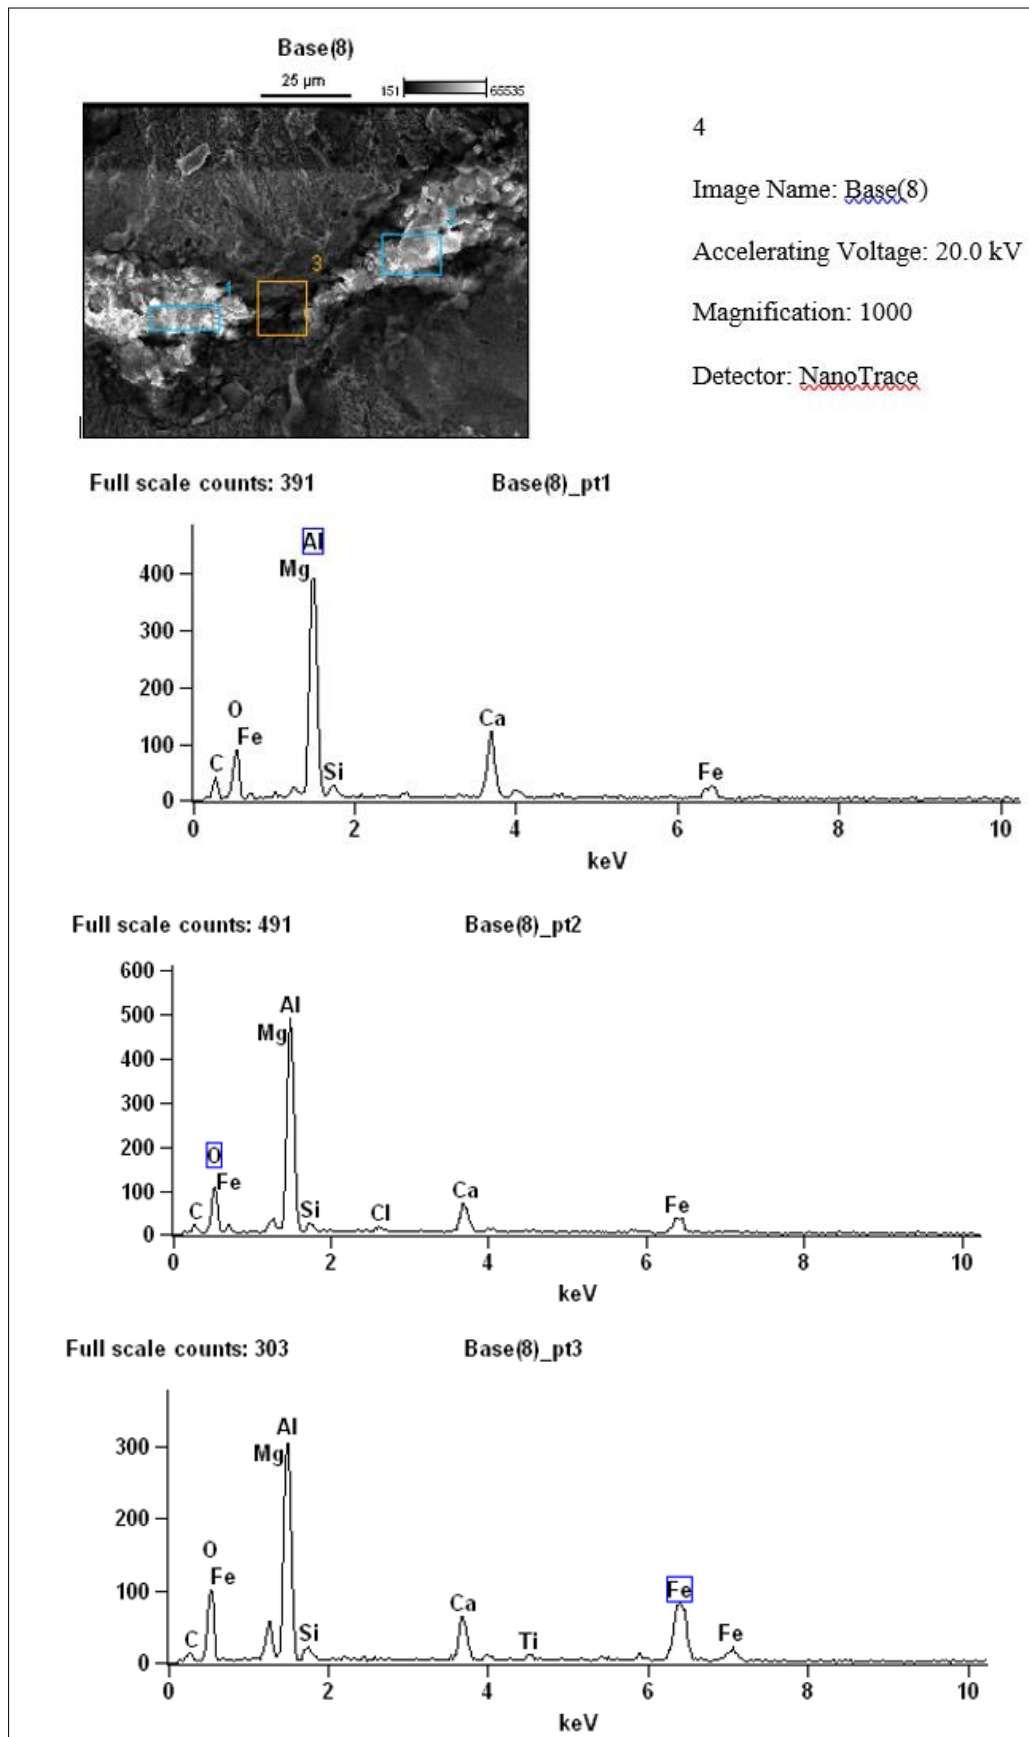 Base(8)
25 µm
151 65535
1
2
3
4
Image Name: Base(8)
Accelerating Voltage: 20.0 kV
Magnification: 1000
Detector: NanoTrace
Full scale counts: 391 Base(8)_pt1
400
300
200
100
0
Al
Mg
O
Fe
C
Si
Ca
Fe
0 2 4 6 8 10
keV
Full scale counts: 491 Base(8)_pt2
600
500
400
300
200
100
0
Al
Mg
O
Fe
C
Si
Cl
Ca
Fe
0 2 4 6 8 10
keV
Full scale counts: 303 Base(8)_pt3
300
200
100
0
Al
Mg
O
Fe
C
Si
Ca
Ti
Fe
Fe
0 2 4 6 8 10
keV